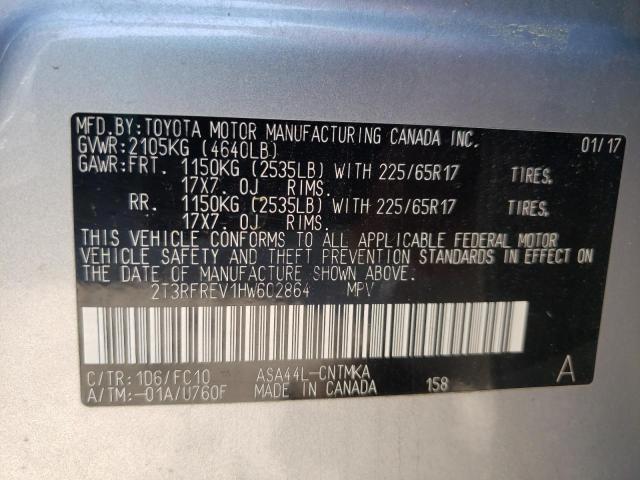 MFD.BY:TOYOTA MOTOR MANUFACTURING CANADA INC. 01/17
GVWR:2105KG (4640LB)
GAWR:FRT. 1150KG (2535LB) WITH 225/65R17 TIRES.
17X7. 0J RIMS.
RR. 1150KG (2535LB) WITH 225/65R17 TIRES.
17X7. 0J RIMS.
THIS VEHICLE CONFORMS TO ALL APPLICABLE FEDERAL MOTOR
VEHICLE SAFETY AND THEFT PREVENTION STANDARDS IN EFFECT
ON THE DATE OF MANUFACTURE SHOWN ABOVE.
2T3RFREV1HW602864 MPV
C/TR:1D6/FC10 ASA44L-CNTMKA A
A/TM:-01A/U760F MADE IN CANADA 158